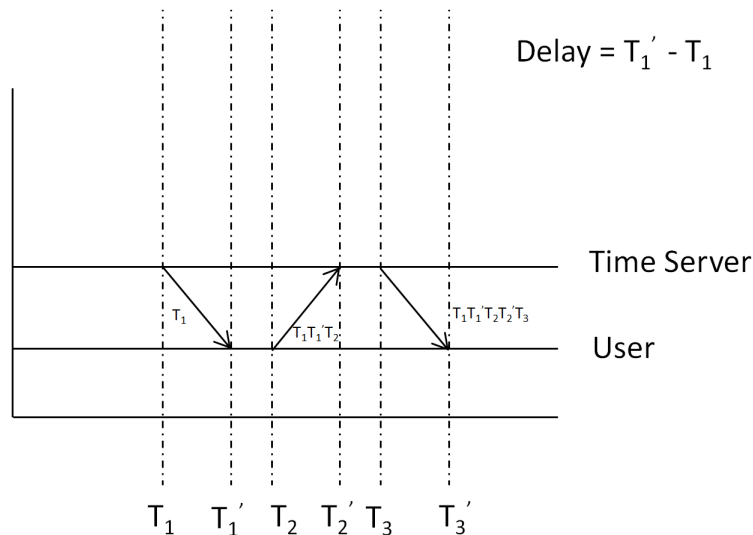 Delay = T₁′ - T₁
Time Server
T₁
T₁T₁′T₂
T₁T₁′T₂T₂′T₃
User
T₁ T₁′ T₂ T₂′ T₃ T₃′